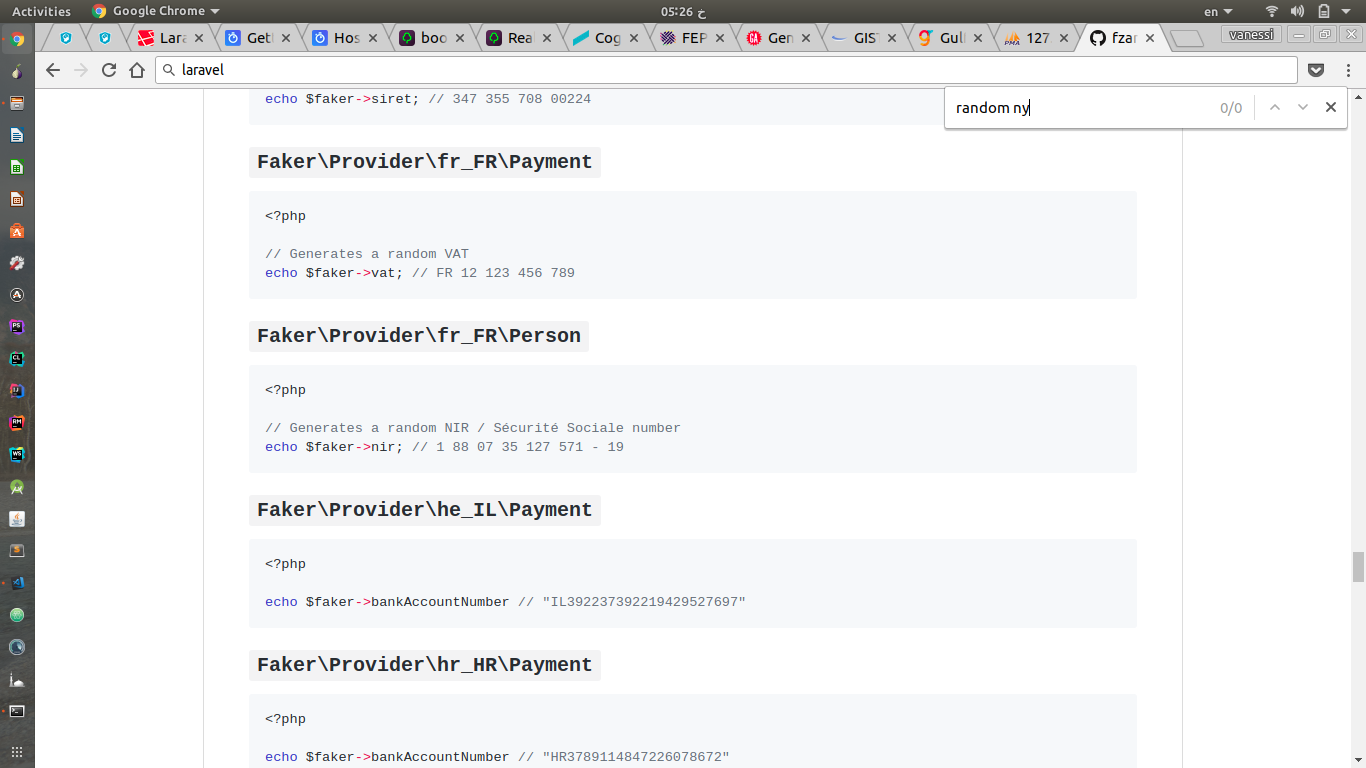 Activities
Google Chrome
05:26 خ
en
Lara
Get
Hos
boo
Rea
Cog
FEP
Gen
GIS
Gul
127
fzar
vanessi
laravel
random ny
0/0
echo $faker->siret; // 347 355 708 00224
Faker\Provider\fr_FR\Payment
<?php
// Generates a random VAT
echo $faker->vat; // FR 12 123 456 789
Faker\Provider\fr_FR\Person
<?php
// Generates a random NIR / Sécurité Sociale number
echo $faker->nir; // 1 88 07 35 127 571 - 19
Faker\Provider\he_IL\Payment
<?php
echo $faker->bankAccountNumber // "IL392237392219429527697"
Faker\Provider\hr_HR\Payment
<?php
echo $faker->bankAccountNumber // "HR3789114847226078672"